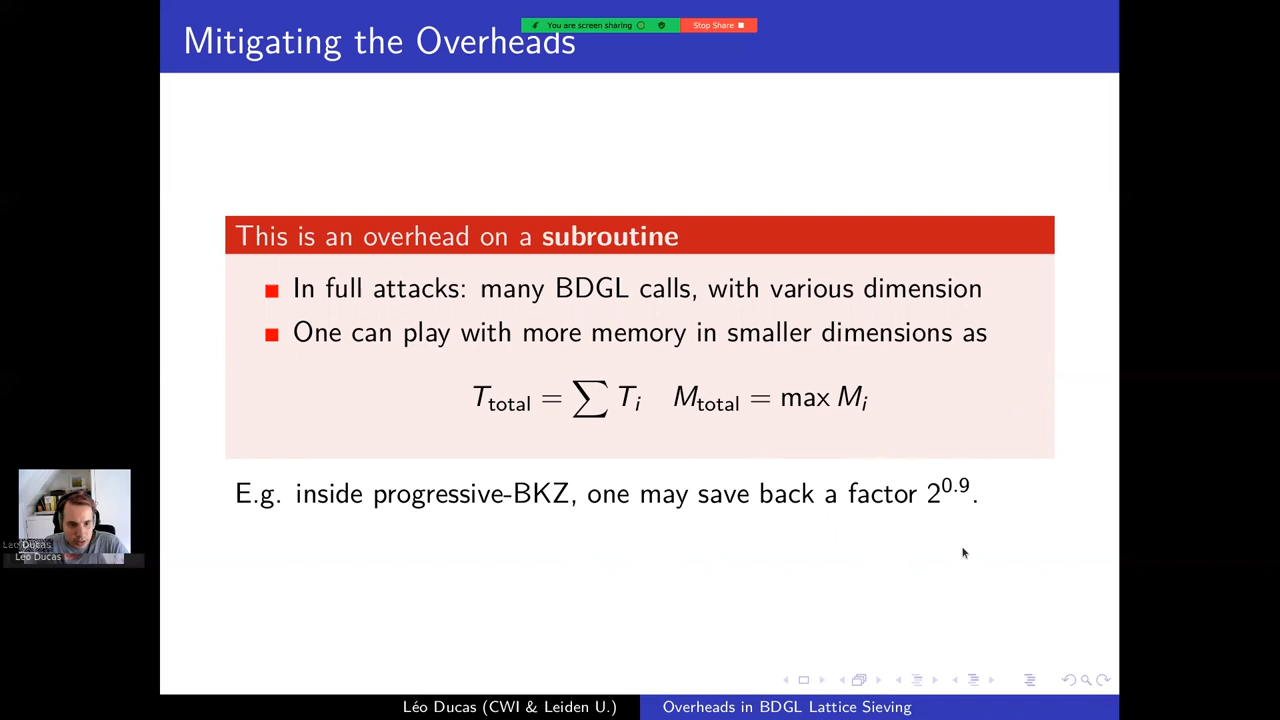 You are screen sharing
Stop Share
Mitigating the Overheads
This is an overhead on a subroutine
In full attacks: many BDGL calls, with various dimension
One can play with more memory in smaller dimensions as
T_total = ∑ T_i M_total = max M_i
E.g. inside progressive-BKZ, one may save back a factor 2^0.9.
Léo Ducas
Léo Ducas
Léo Ducas (CWI & Leiden U.) Overheads in BDGL Lattice Sieving